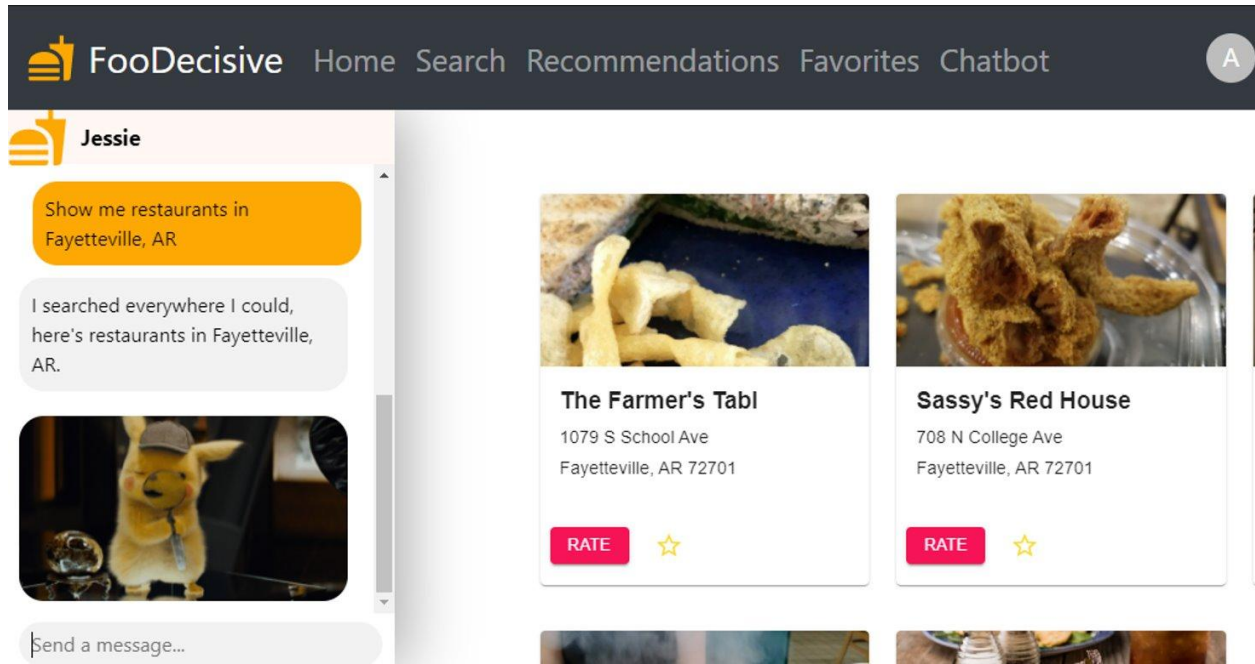 FooDecisive Home Search Recommendations Favorites Chatbot A
Jessie
Show me restaurants in
Fayetteville, AR
I searched everywhere I could,
here's restaurants in Fayetteville,
AR.
Send a message...
The Farmer's Tabl
1079 S School Ave
Fayetteville, AR 72701
RATE
Sassy's Red House
708 N College Ave
Fayetteville, AR 72701
RATE